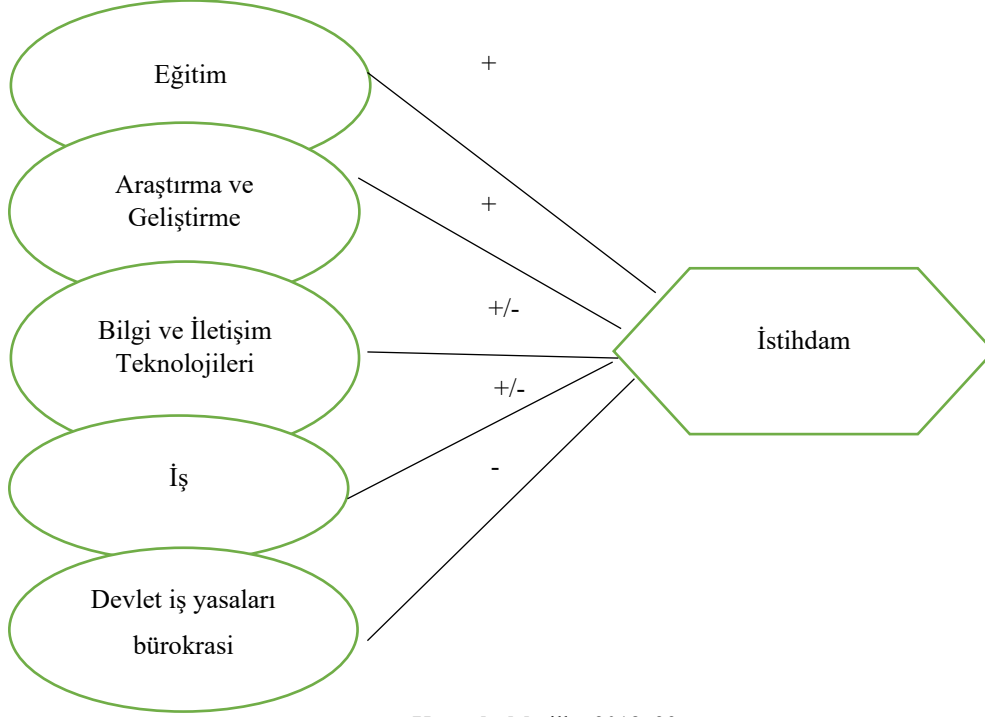 Eğitim
+
Araştırma ve
Geliştirme
+
Bilgi ve İletişim
Teknolojileri
+/-
İstihdam
+/-
İş
-
Devlet iş yasaları
bürokrasi